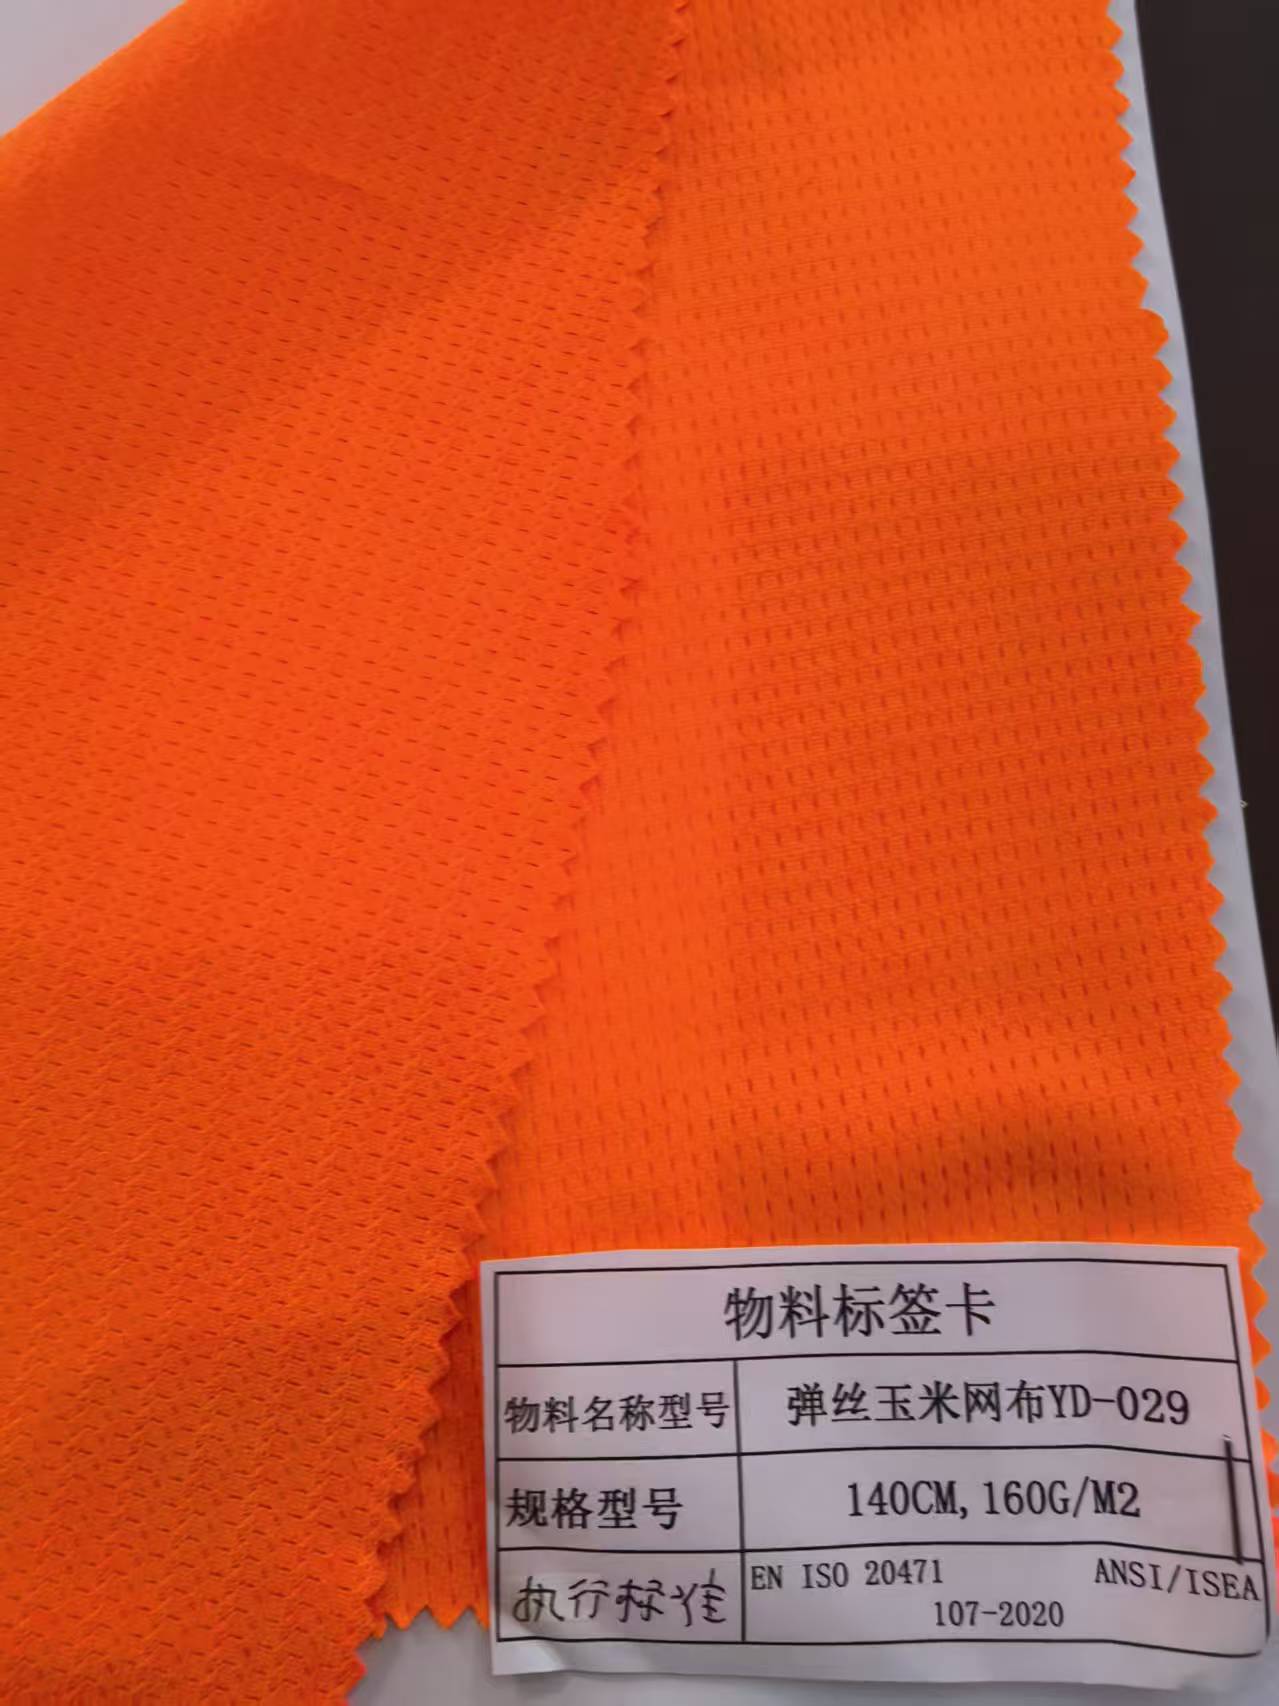 物料标签卡
物料名称型号 弹丝玉米网布YD-029
规格型号 140CM,160G/M2
执行标准 EN ISO 20471 ANSI/ISEA
107-2020